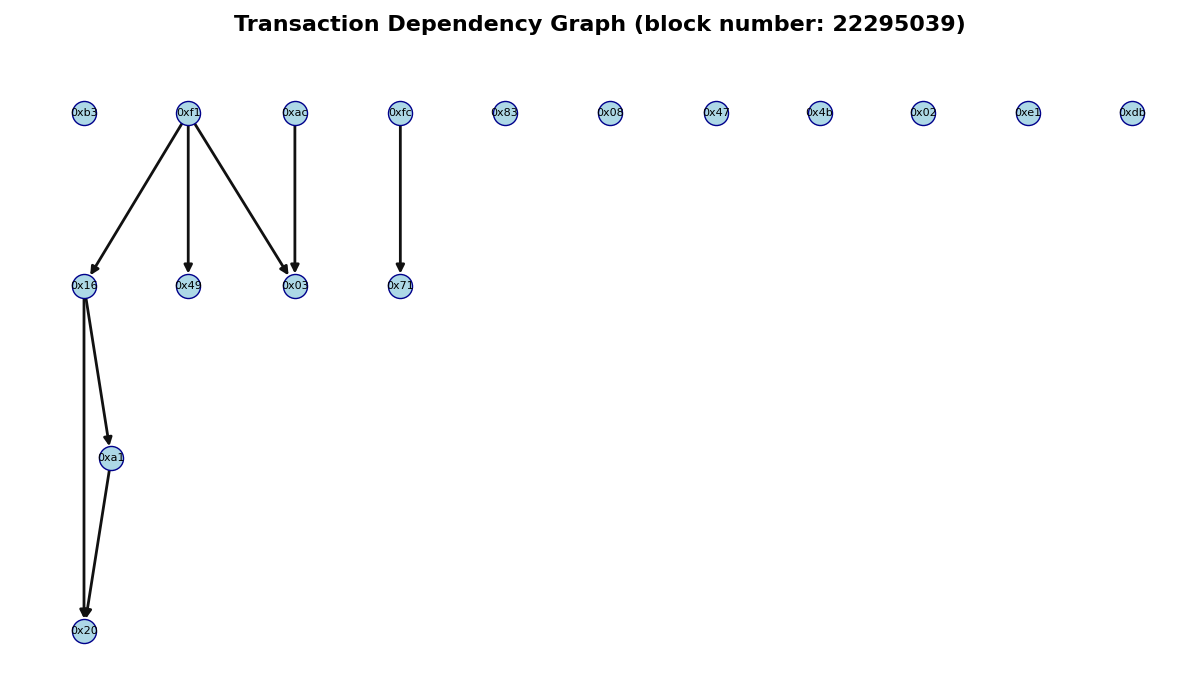 Transaction Dependency Graph (block number: 22295039)
0xb3 0xf1 0xac 0xfc 0x83 0x08 0x47 0x4b 0x02 0xe1 0xdb
0x16 0x49 0x03 0x71
0xa1
0x20